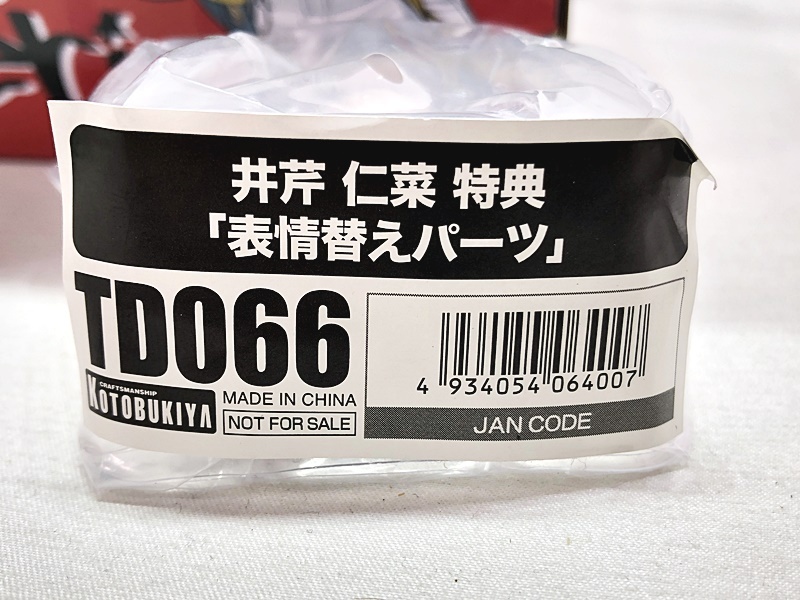 井芹 仁菜 特典
「表情替えパーツ」
TD066
CRAFTSMANSHIP
KOTOBUKIYA
MADE IN CHINA
NOT FOR SALE
4 934054 064007
JAN CODE